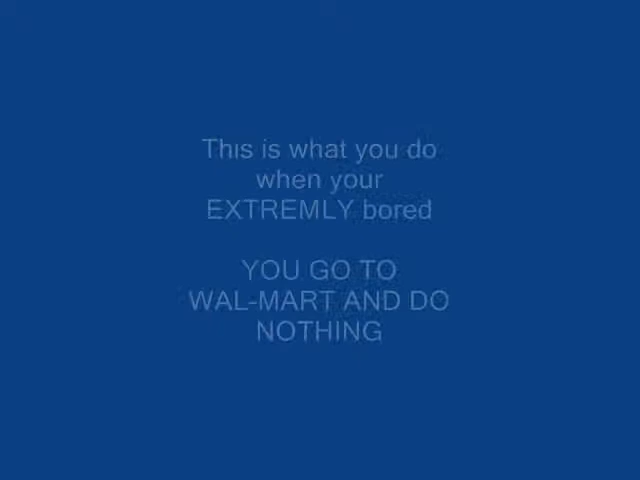 This is what you do
when your
EXTREMLY bored
YOU GO TO
WAL-MART AND DO
NOTHING